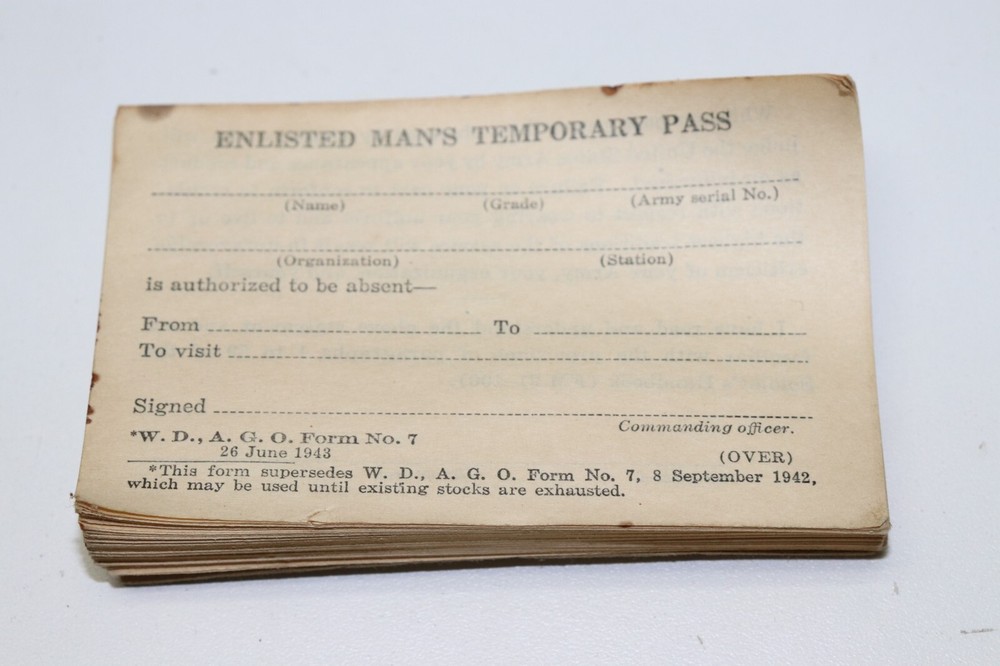 ENLISTED MAN'S TEMPORARY PASS
(Name) (Grade) (Army serial No.)
(Organization) (Station)
is authorized to be absent—
From To
To visit
Signed
Commanding officer.
*W. D., A. G. O. Form No. 7
26 June 1943
(OVER)
*This form supersedes W. D., A. G. O. Form No. 7, 8 September 1942,
which may be used until existing stocks are exhausted.